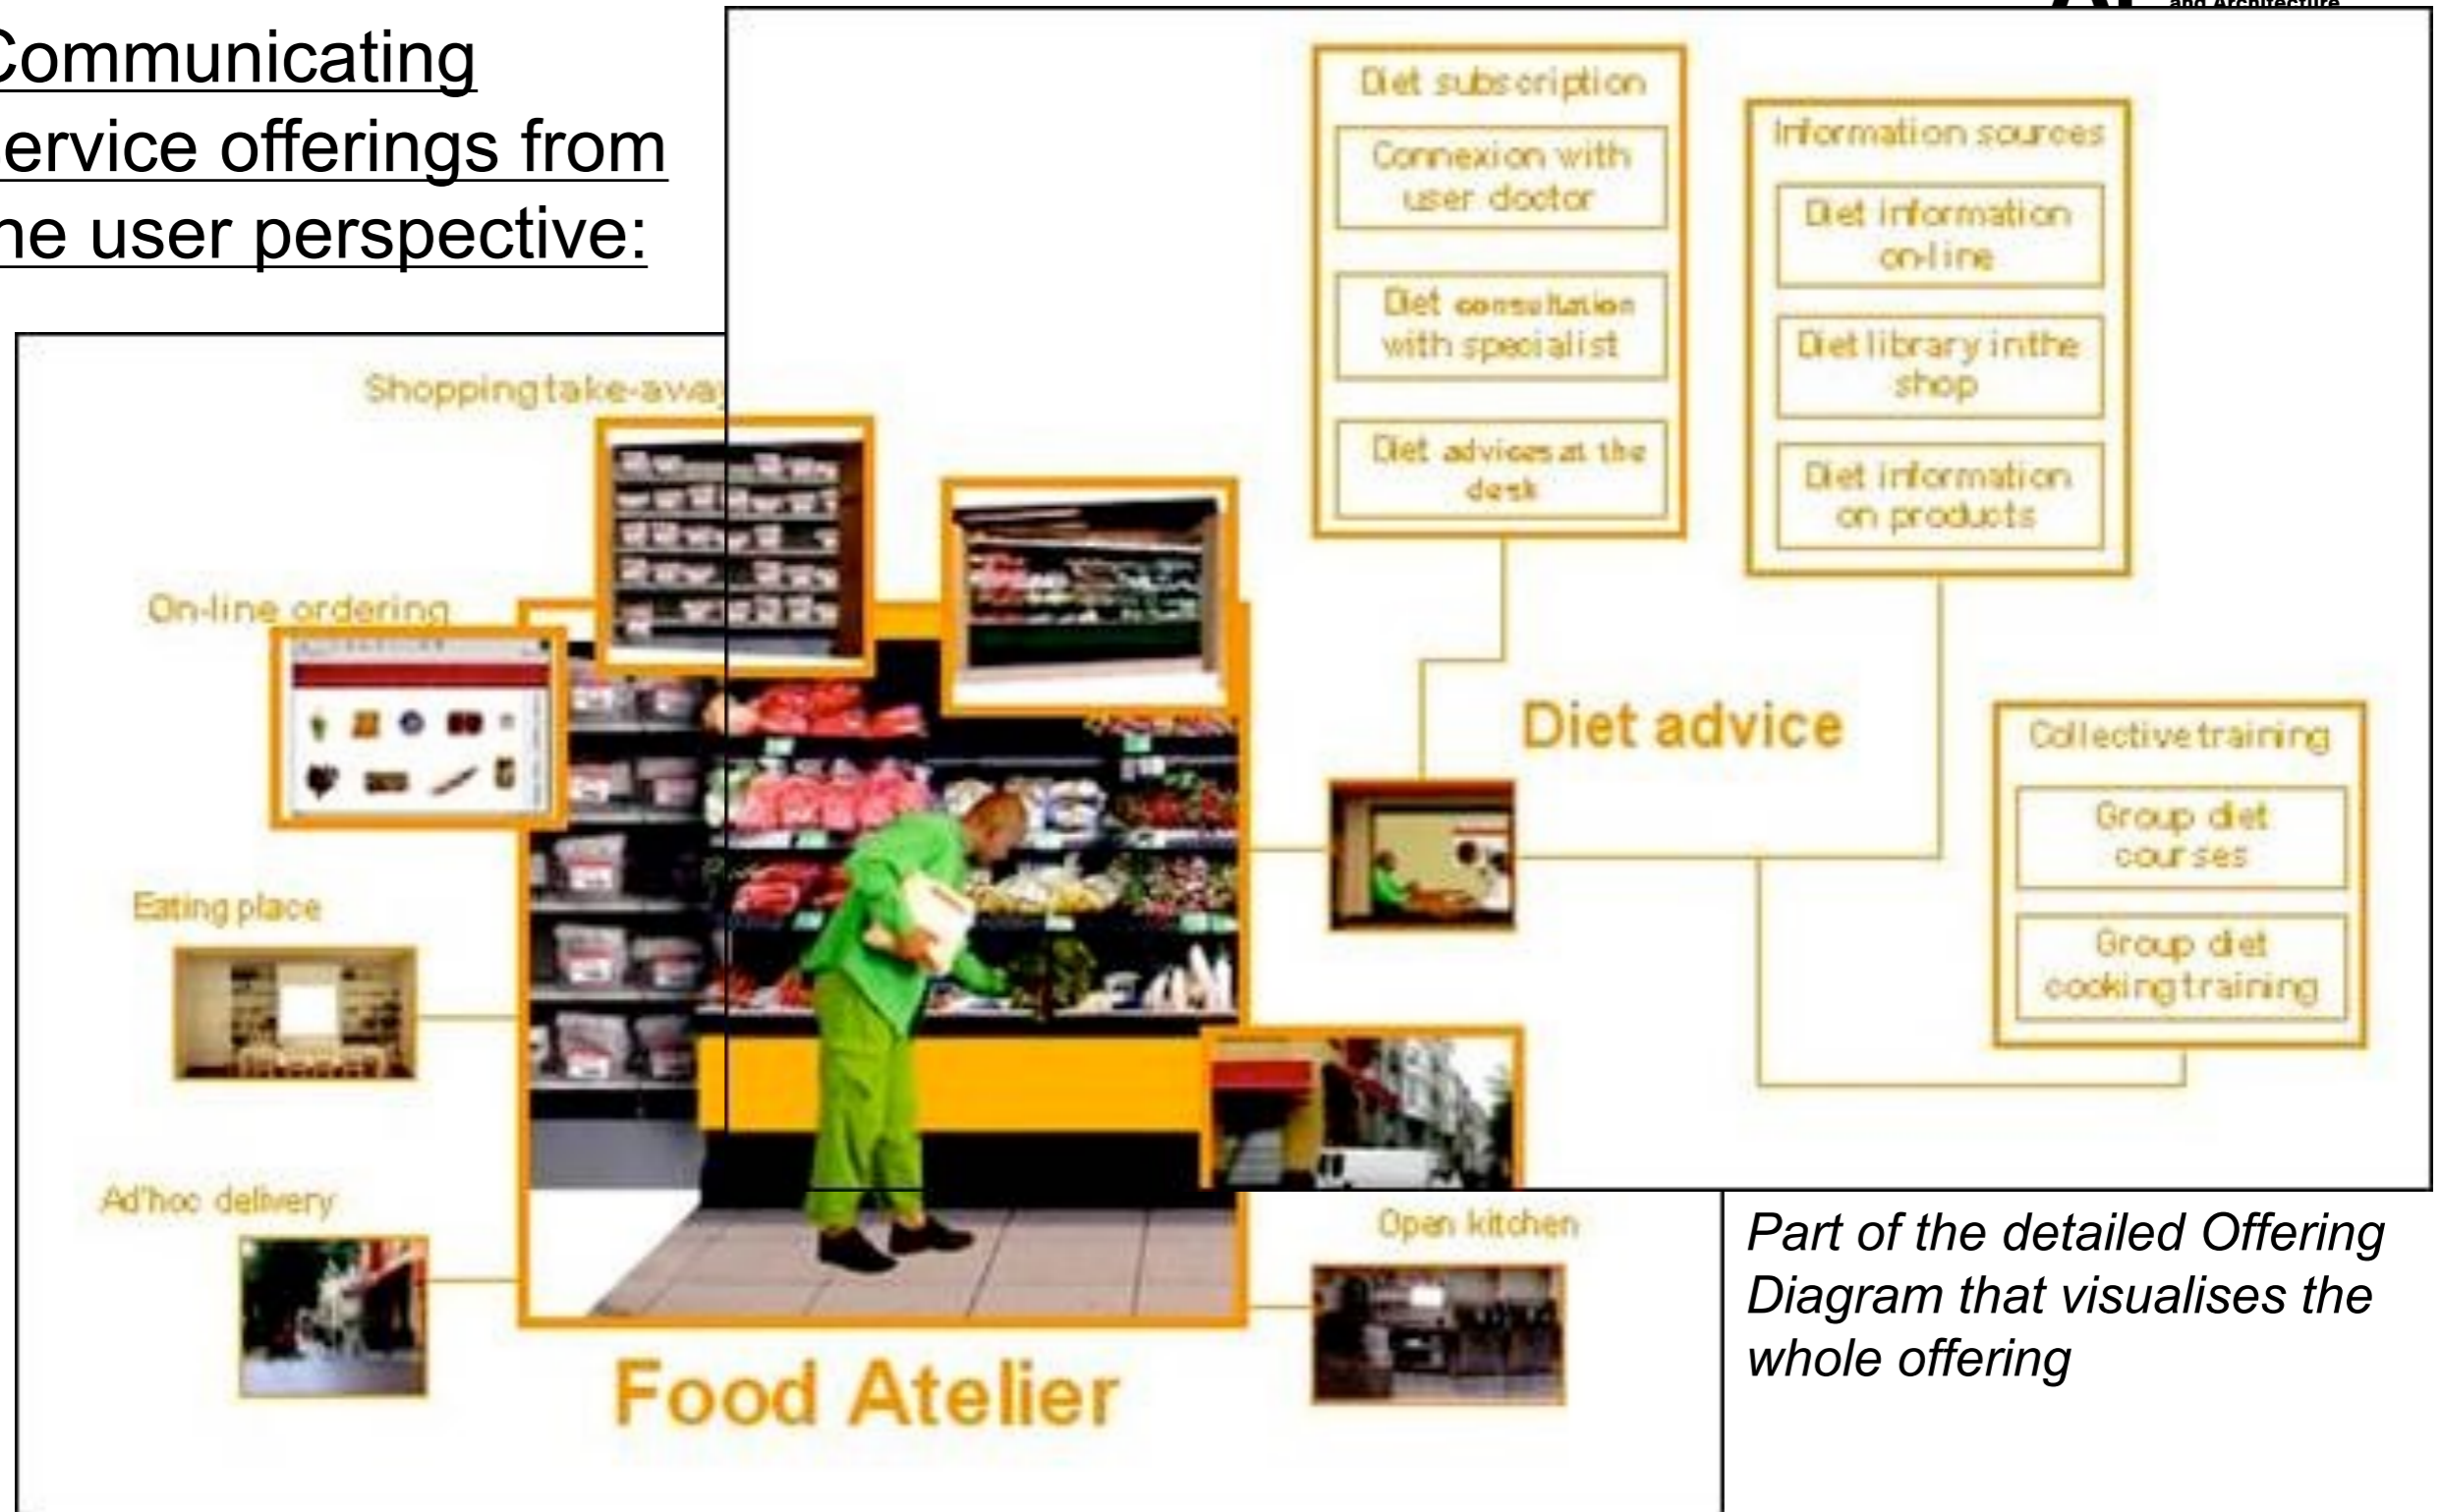 Communicating
ervice offerings from
he user perspective:
and Architecture
Diet subscription
Connexion with
user doctor
Diet consultation
with specialist
Diet advices at the
desk
Information sources
Diet information
on-line
Diet library in the
shop
Diet information
on products
Shopping take-away
On-line ordering
Diet advice
Collective training
Group diet
courses
Group diet
cooking training
Eating place
Ad'hoc delivery
Open kitchen
Food Atelier
Part of the detailed Offering
Diagram that visualises the
whole offering